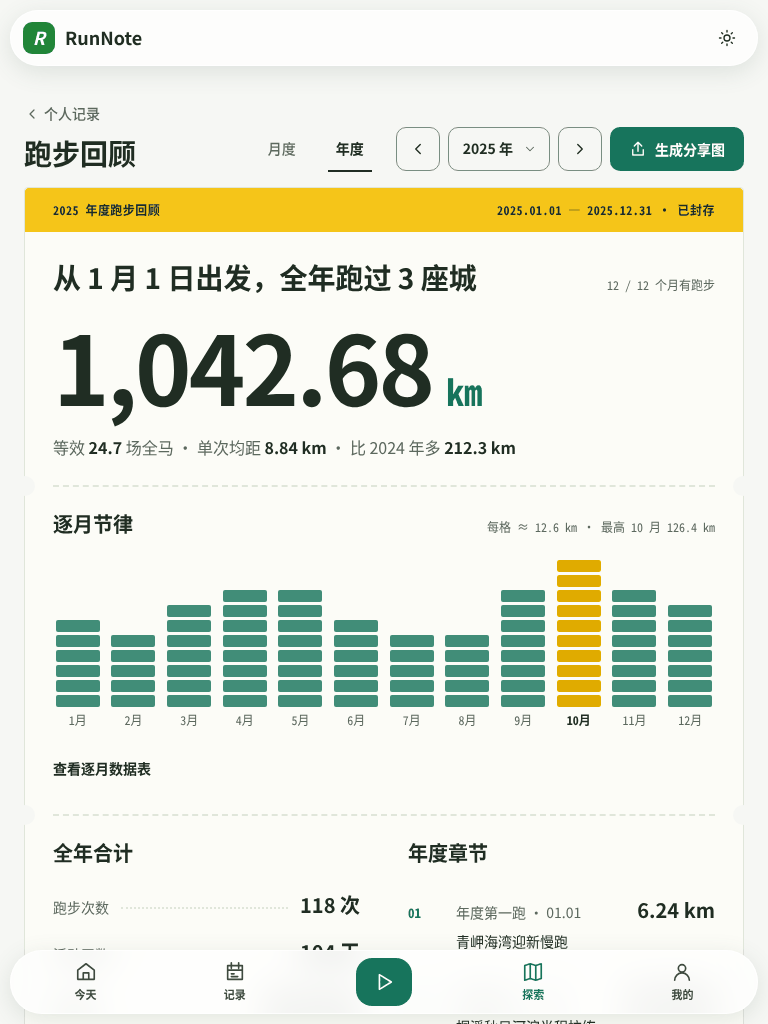 R RunNote
个人记录
跑步回顾
月度 年度 2025 年 生成分享图
2025 年度跑步回顾 2025.01.01 — 2025.12.31 • 已封存
从 1 月 1 日出发，全年跑过 3 座城
12 / 12 个月有跑步
1,042.68 km
等效 24.7 场全马 • 单次均距 8.84 km • 比 2024 年多 212.3 km
逐月节律
每格 ≈ 12.6 km • 最高 10 月 126.4 km
1月 2月 3月 4月 5月 6月 7月 8月 9月 10月 11月 12月
查看逐月数据表
全年合计
跑步次数 118 次
年度章节
01 年度第一跑 • 01.01 6.24 km
青岬海湾迎新慢跑
今天 记录 探索 我的